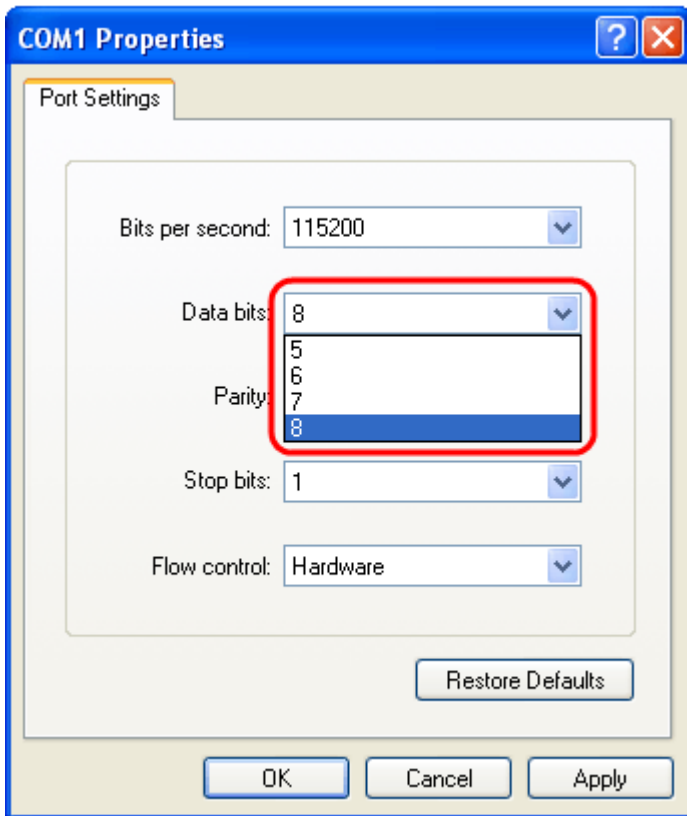 COM1 Properties
Port Settings
Bits per second: 115200
Data bits: 8
5
6
Parity: 7
8
Stop bits: 1
Flow control: Hardware
Restore Defaults
OK Cancel Apply